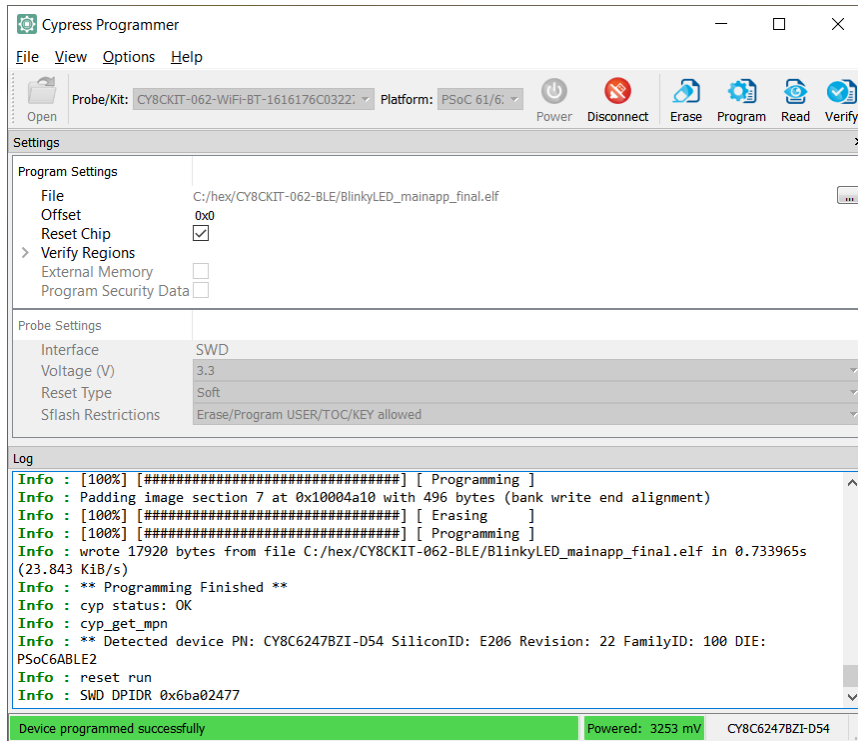 Cypress Programmer
File View Options Help
Open
Probe/Kit: CY8CKIT-062-WiFi-BT-1616176C0322 Platform: PSoC 61/6
Power Disconnect Erase Program Read Verify
Settings
Program Settings
File C:/hex/CY8CKIT-062-BLE/BlinkyLED_mainapp_final.elf ...
Offset 0x0
Reset Chip
Verify Regions
External Memory
Program Security Data
Probe Settings
Interface SWD
Voltage (V) 3.3
Reset Type Soft
Sflash Restrictions Erase/Program USER/TOC/KEY allowed
Log
Info : [100%] [################################] [ Programming ]
Info : Padding image section 7 at 0x10004a10 with 496 bytes (bank write end alignment)
Info : [100%] [################################] [ Erasing     ]
Info : [100%] [################################] [ Programming ]
Info : wrote 17920 bytes from file C:/hex/CY8CKIT-062-BLE/BlinkyLED_mainapp_final.elf in 0.733965s
(23.843 KiB/s)
Info : ** Programming Finished **
Info : cyp status: OK
Info : cyp_get_mpn
Info : ** Detected device PN: CY8C6247BZI-D54 SiliconID: E206 Revision: 22 FamilyID: 100 DIE:
PSoC6ABLE2
Info : reset run
Info : SWD DPIDR 0x6ba02477
Device programmed successfully Powered: 3253 mV CY8C6247BZI-D54